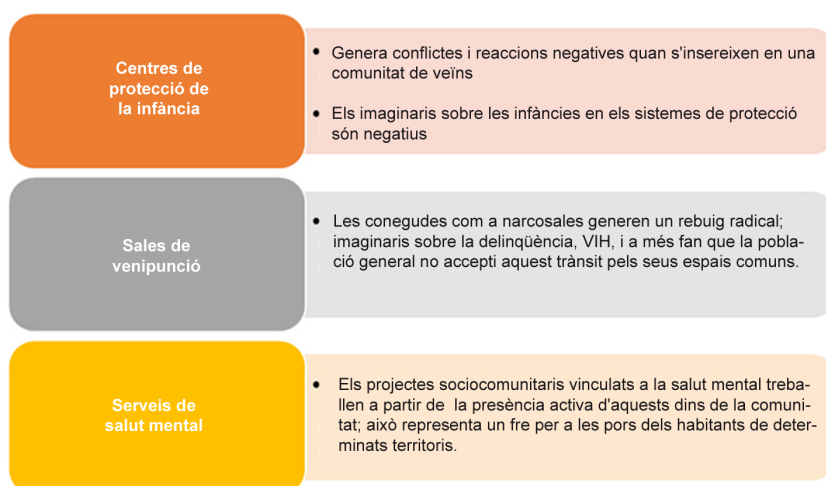 Centres de
protecció de
la infància
• Genera conflictes i reaccions negatives quan s'insereixen en una
comunitat de veïns
• Els imaginaris sobre les infàncies en els sistemes de protecció
són negatius
Sales de
venipunció
• Les conegudes com a narcosales generen un rebuig radical;
imaginaris sobre la delinqüència, VIH, i a més fan que la pobla-
ció general no accepti aquest trànsit pels seus espais comuns.
Serveis de
salut mental
• Els projectes sociocomunitaris vinculats a la salut mental treba-
llen a partir de la presència activa d'aquests dins de la comuni-
tat; això representa un fre per a les pors dels habitants de deter-
minats territoris.